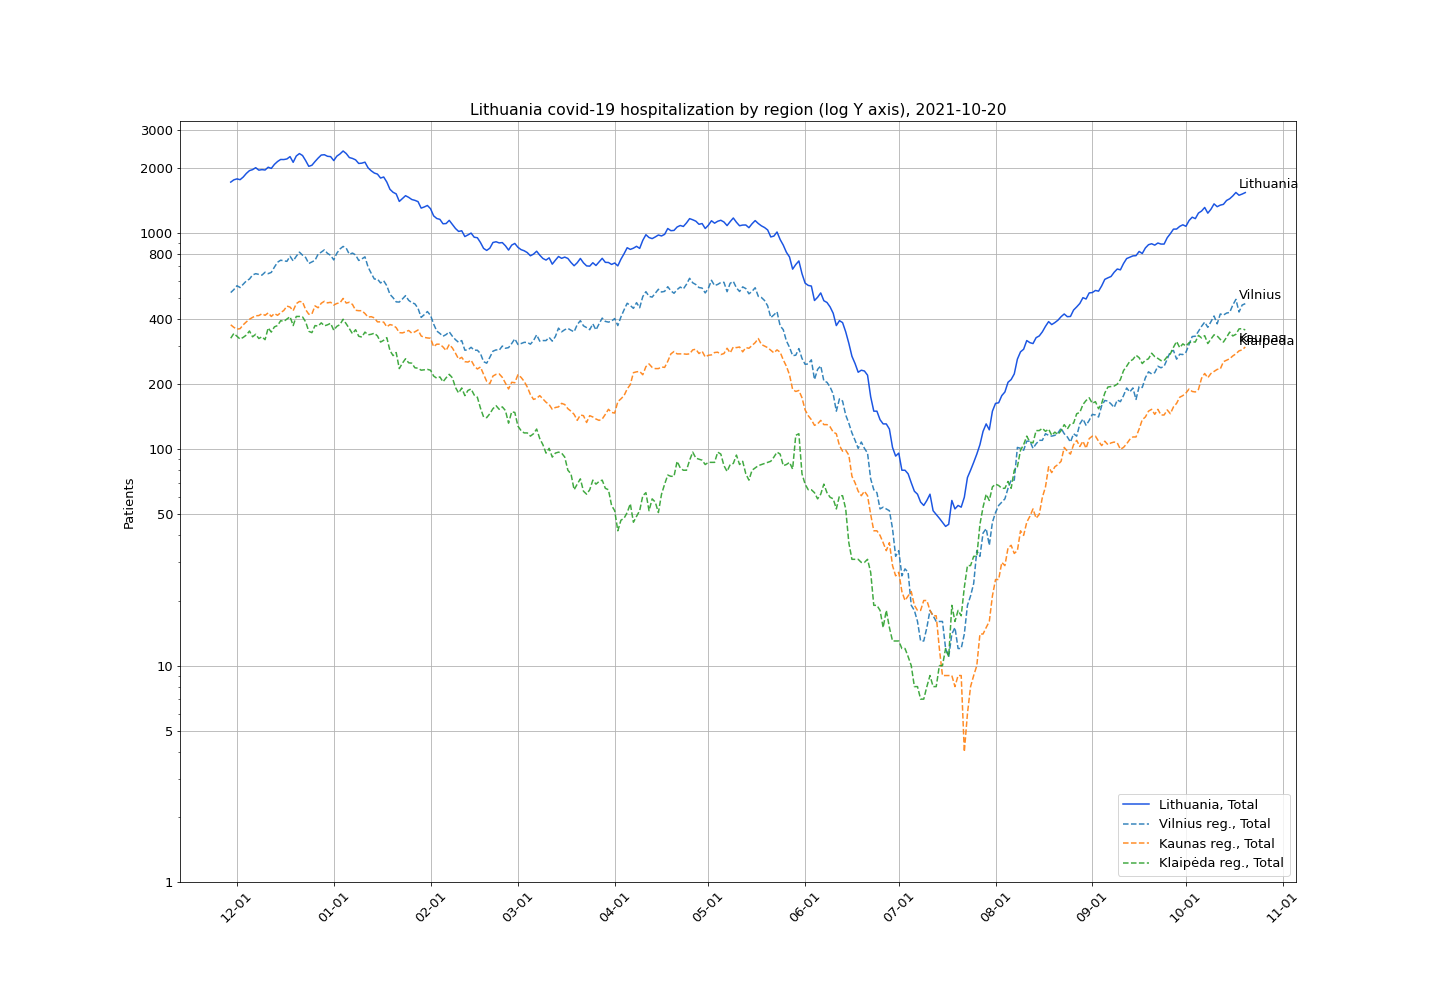 Lithuania covid-19 hospitalization by region (log Y axis), 2021-10-20
3000
2000
1000
800
400
200
100
50
10
5
1
Patients
Lithuania
Vilnius
Kaunas
Klaipėda
Lithuania, Total
Vilnius reg., Total
Kaunas reg., Total
Klaipėda reg., Total
12-01
01-01
02-01
03-01
04-01
05-01
06-01
07-01
08-01
09-01
10-01
11-01